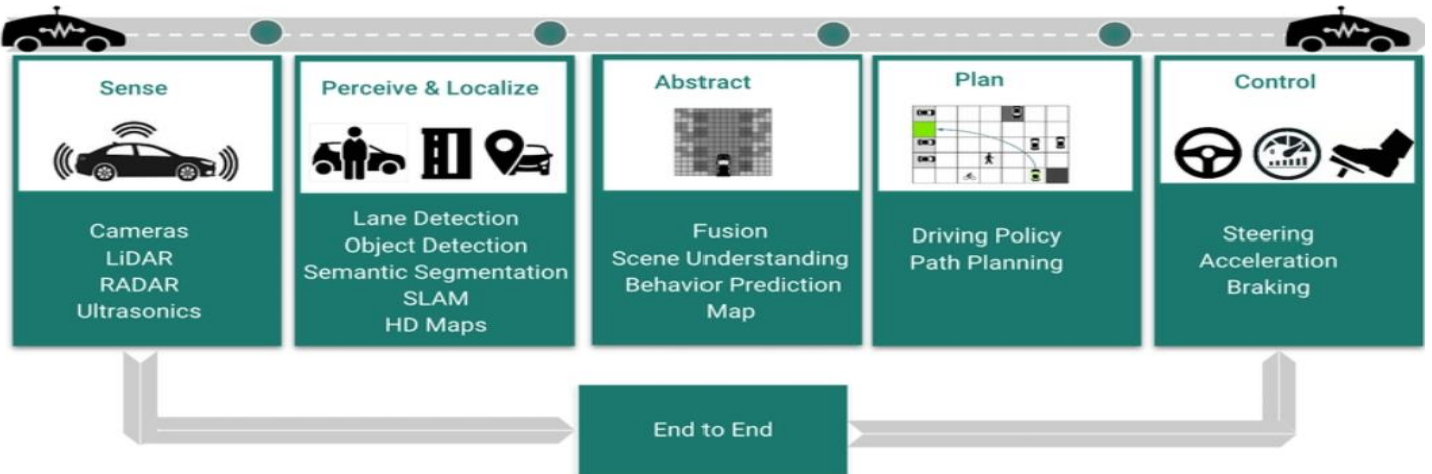 Sense
Cameras
LiDAR
RADAR
Ultrasonics
Perceive & Localize
Lane Detection
Object Detection
Semantic Segmentation
SLAM
HD Maps
Abstract
Fusion
Scene Understanding
Behavior Prediction
Map
Plan
Driving Policy
Path Planning
Control
Steering
Acceleration
Braking
End to End